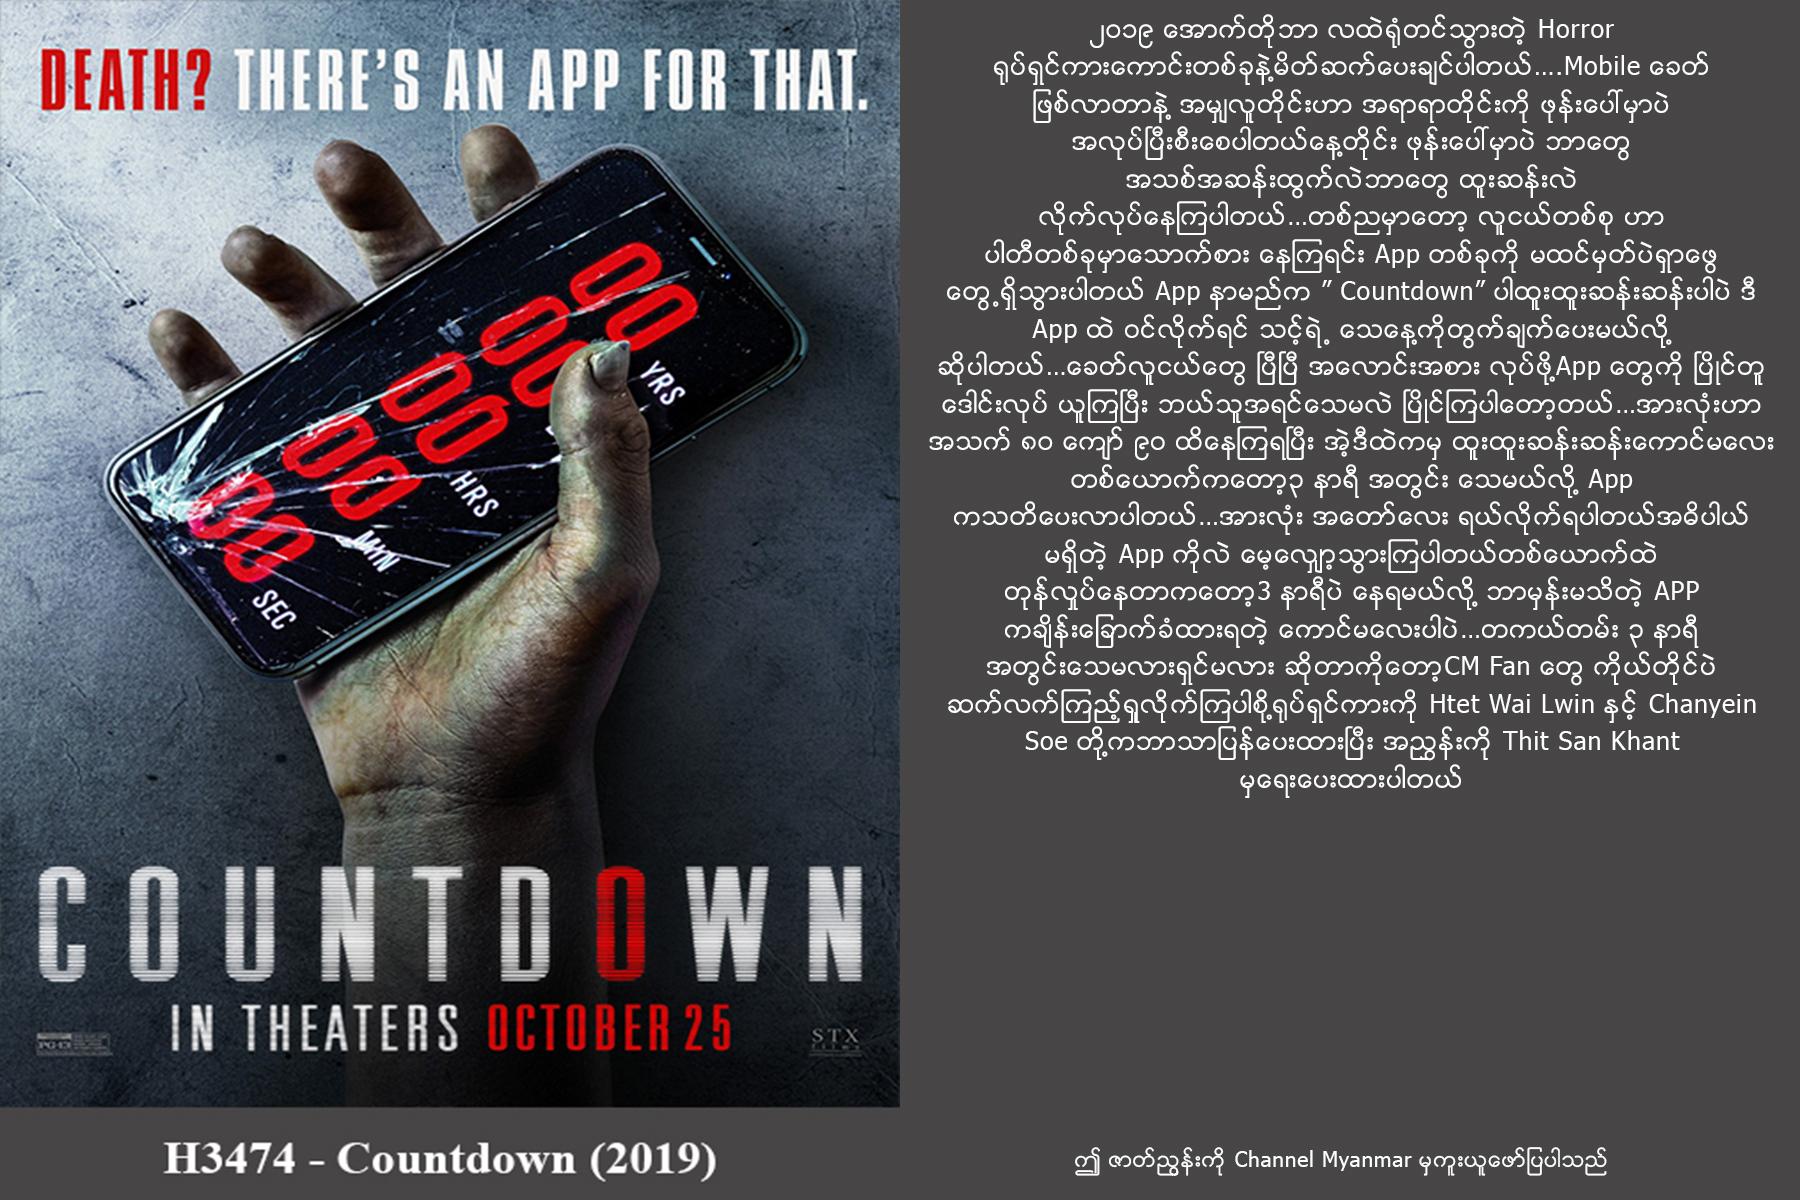 DEATH? THERE'S AN APP FOR THAT.
00 YRS
00
00 HRS
00 MIN
00 SEC
COUNTDOWN
IN THEATERS OCTOBER 25
PG-13
STX
FILMS
H3474 - Countdown (2019)
၂၀၁၉ အောက်တိုဘာ လထဲရုံတင်သွားတဲ့ Horror
ရုပ်ရှင်ကားကောင်းတစ်ခုနဲ့မိတ်ဆက်ပေးချင်ပါတယ်....Mobile ခေတ်
ဖြစ်လာတာနဲ့ အမျှလူတိုင်းဟာ အရာရာတိုင်းကို ဖုန်းပေါ်မှာပဲ
အလုပ်ပြီးစီးစေပါတယ်နေ့တိုင်း ဖုန်းပေါ်မှာပဲ ဘာတွေ
အသစ်အဆန်းထွက်လဲဘာတွေ ထူးဆန်းလဲ
လိုက်လုပ်နေကြပါတယ်...တစ်ညမှာတော့ လူငယ်တစ်စု ဟာ
ပါတီတစ်ခုမှာသောက်စား နေကြရင်း App တစ်ခုကို မထင်မှတ်ပဲရှာဖွေ
တွေ့ရှိသွားပါတယ် App နာမည်က ” Countdown” ပါထူးထူးဆန်းဆန်းပါပဲ ဒီ
App ထဲ ဝင်လိုက်ရင် သင့်ရဲ့ သေနေ့ကိုတွက်ချက်ပေးမယ်လို့
ဆိုပါတယ်...ခေတ်လူငယ်တွေ ပြီပြီ အလောင်းအစား လုပ်ဖို့App တွေကို ပြိုင်တူ
ဒေါင်းလုပ် ယူကြပြီး ဘယ်သူအရင်သေမလဲ ပြိုင်ကြပါတော့တယ်...အားလုံးဟာ
အသက် ၈၀ ကျော် ၉၀ ထိနေကြရပြီး အဲ့ဒီထဲကမှ ထူးထူးဆန်းဆန်းကောင်မလေး
တစ်ယောက်ကတော့၃ နာရီ အတွင်း သေမယ်လို့ App
ကသတိပေးလာပါတယ်...အားလုံး အတော်လေး ရယ်လိုက်ရပါတယ်အဓိပါယ်
မရှိတဲ့ App ကိုလဲ မေ့လျှော့သွားကြပါတယ်တစ်ယောက်ထဲ
တုန်လှုပ်နေတာကတော့3 နာရီပဲ နေရမယ်လို့ ဘာမှန်းမသိတဲ့ APP
ကချိန်းခြောက်ခံထားရတဲ့ ကောင်မလေးပါပဲ...တကယ်တမ်း ၃ နာရီ
အတွင်းသေမလားရှင်မလား ဆိုတာကိုတော့CM Fan တွေ ကိုယ်တိုင်ပဲ
ဆက်လက်ကြည့်ရှုလိုက်ကြပါစို့ရုပ်ရှင်ကားကို Htet Wai Lwin နှင့် Chanyein
Soe တို့ကဘာသာပြန်ပေးထားပြီး အညွှန်းကို Thit San Khant
မှရေးပေးထားပါတယ်
ဤ ဇာတ်ညွန်းကို Channel Myanmar မှကူးယူဖော်ပြပါသည်